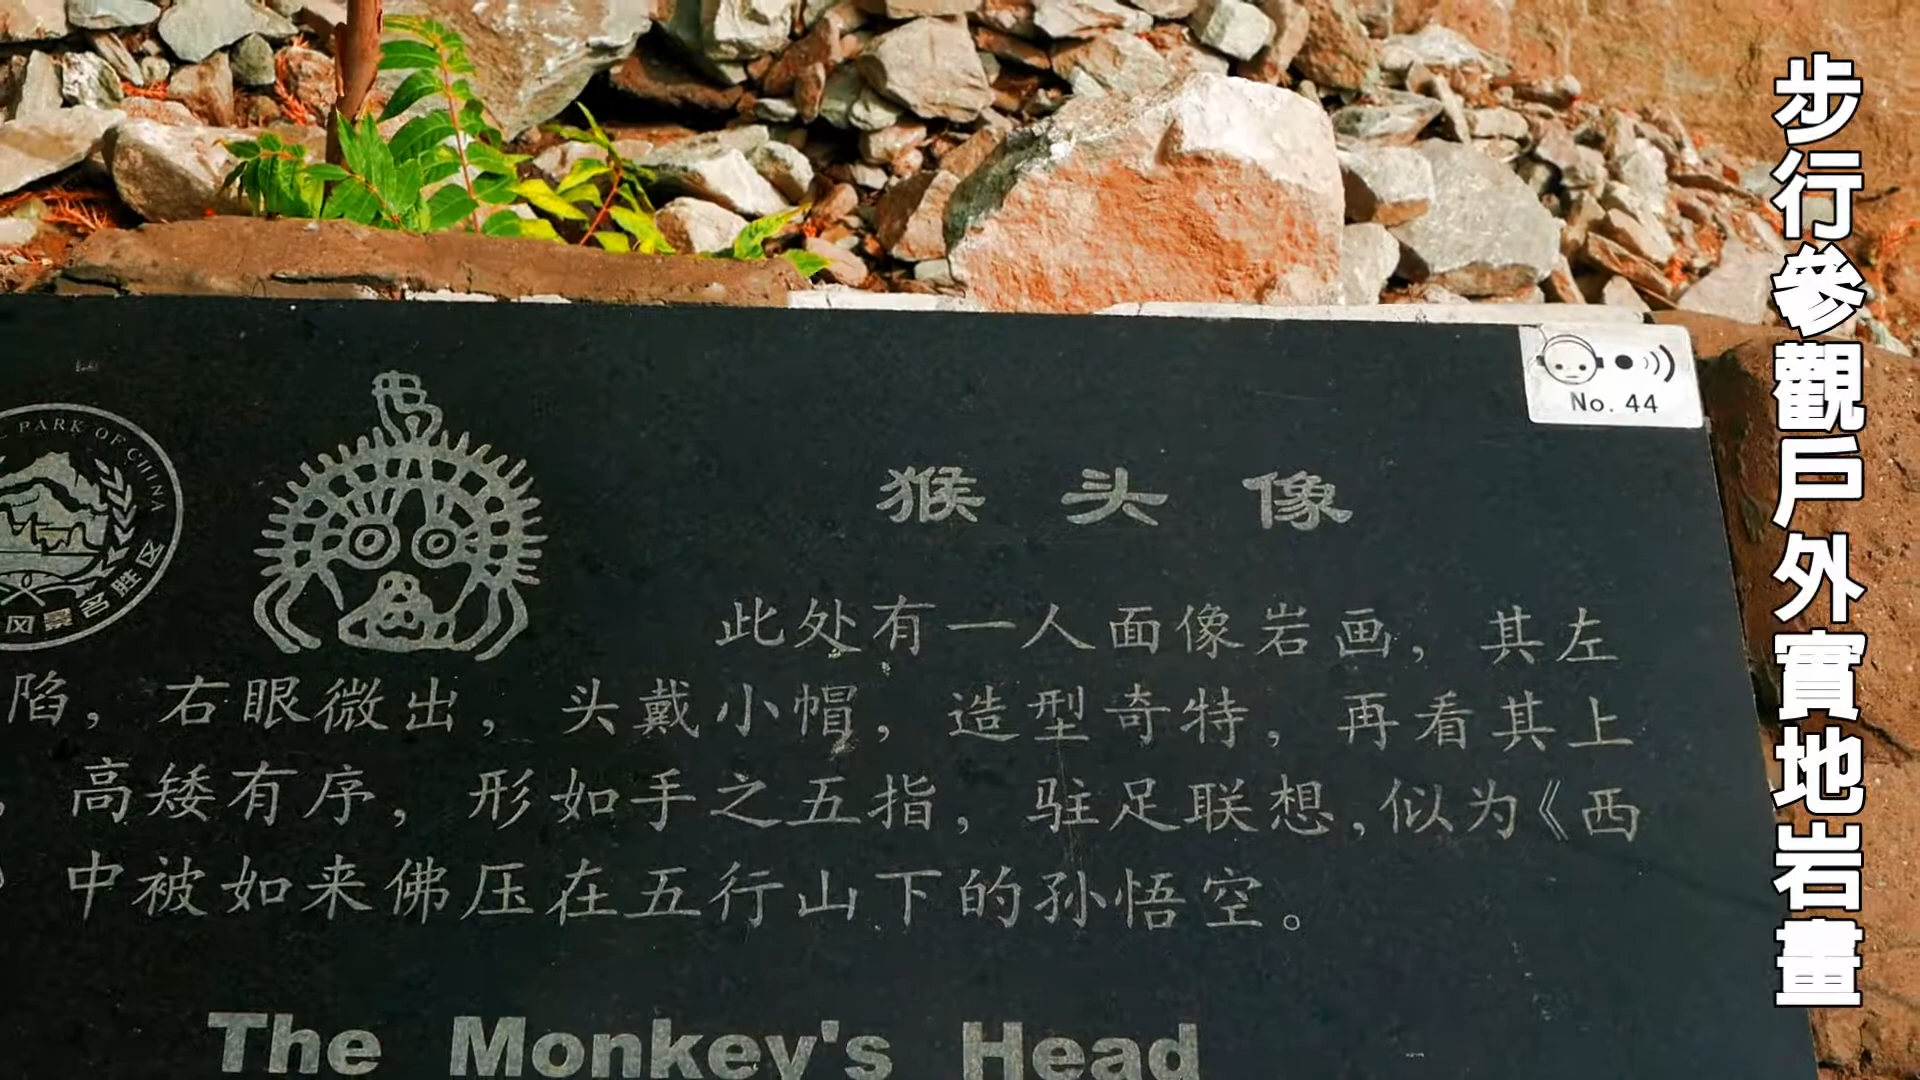 PARK OF CHINA
风景名胜区
No. 44
猴头像
此处有一人面像岩画，其左
陷，右眼微出，头戴小帽，造型奇特，再看其上
，高矮有序，形如手之五指，驻足联想，似为《西
》中被如来佛压在五行山下的孙悟空。
The Monkey's Head
步行參觀戶外實地岩畫